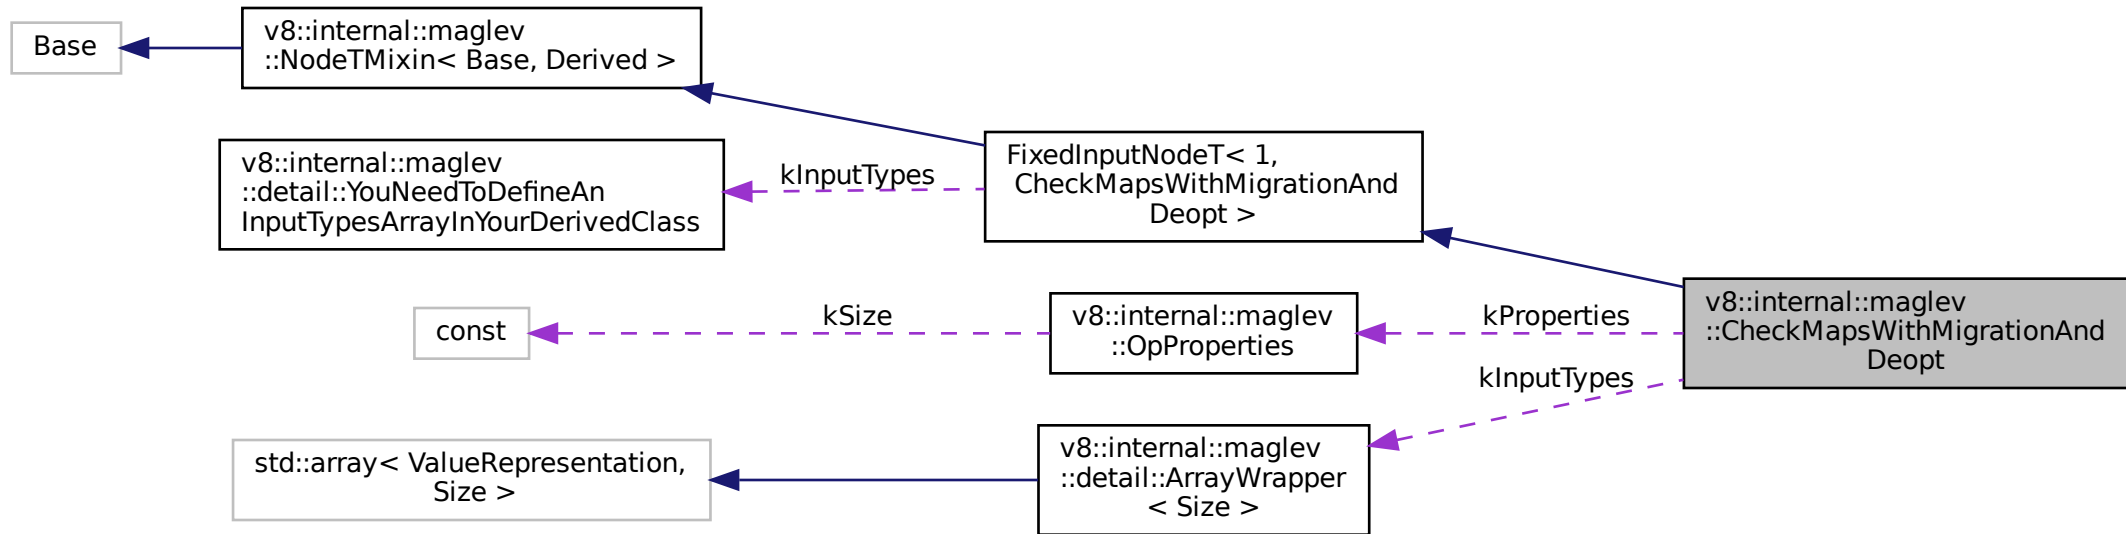 Base
v8::internal::maglev
::NodeTMixin< Base, Derived >
v8::internal::maglev
::detail::YouNeedToDefineAn
InputTypesArrayInYourDerivedClass
kInputTypes
FixedInputNodeT< 1,
CheckMapsWithMigrationAnd
Deopt >
const
kSize
v8::internal::maglev
::OpProperties
kProperties
v8::internal::maglev
::CheckMapsWithMigrationAnd
Deopt
kInputTypes
std::array< ValueRepresentation,
Size >
v8::internal::maglev
::detail::ArrayWrapper
< Size >